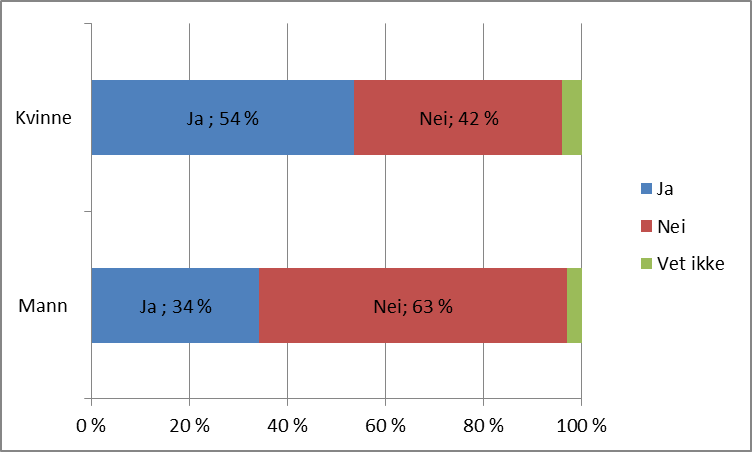 Kvinne
Ja ; 54 %
Nei; 42 %
Mann
Ja ; 34 %
Nei; 63 %
0 %
20 %
40 %
60 %
80 %
100 %
Ja
Nei
Vet ikke